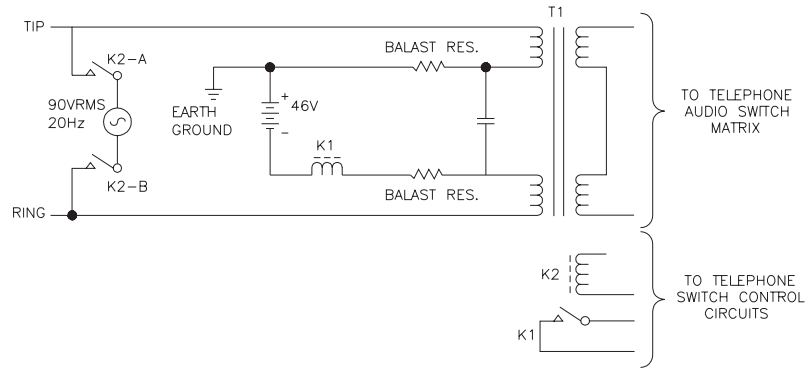 T1
TIP
K2-A
BALAST RES.
90VRMS
20Hz
EARTH
GROUND
+
46V
-
K1
TO TELEPHONE
AUDIO SWITCH
MATRIX
K2-B
BALAST RES.
RING
K2
K1
TO TELEPHONE
SWITCH CONTROL
CIRCUITS